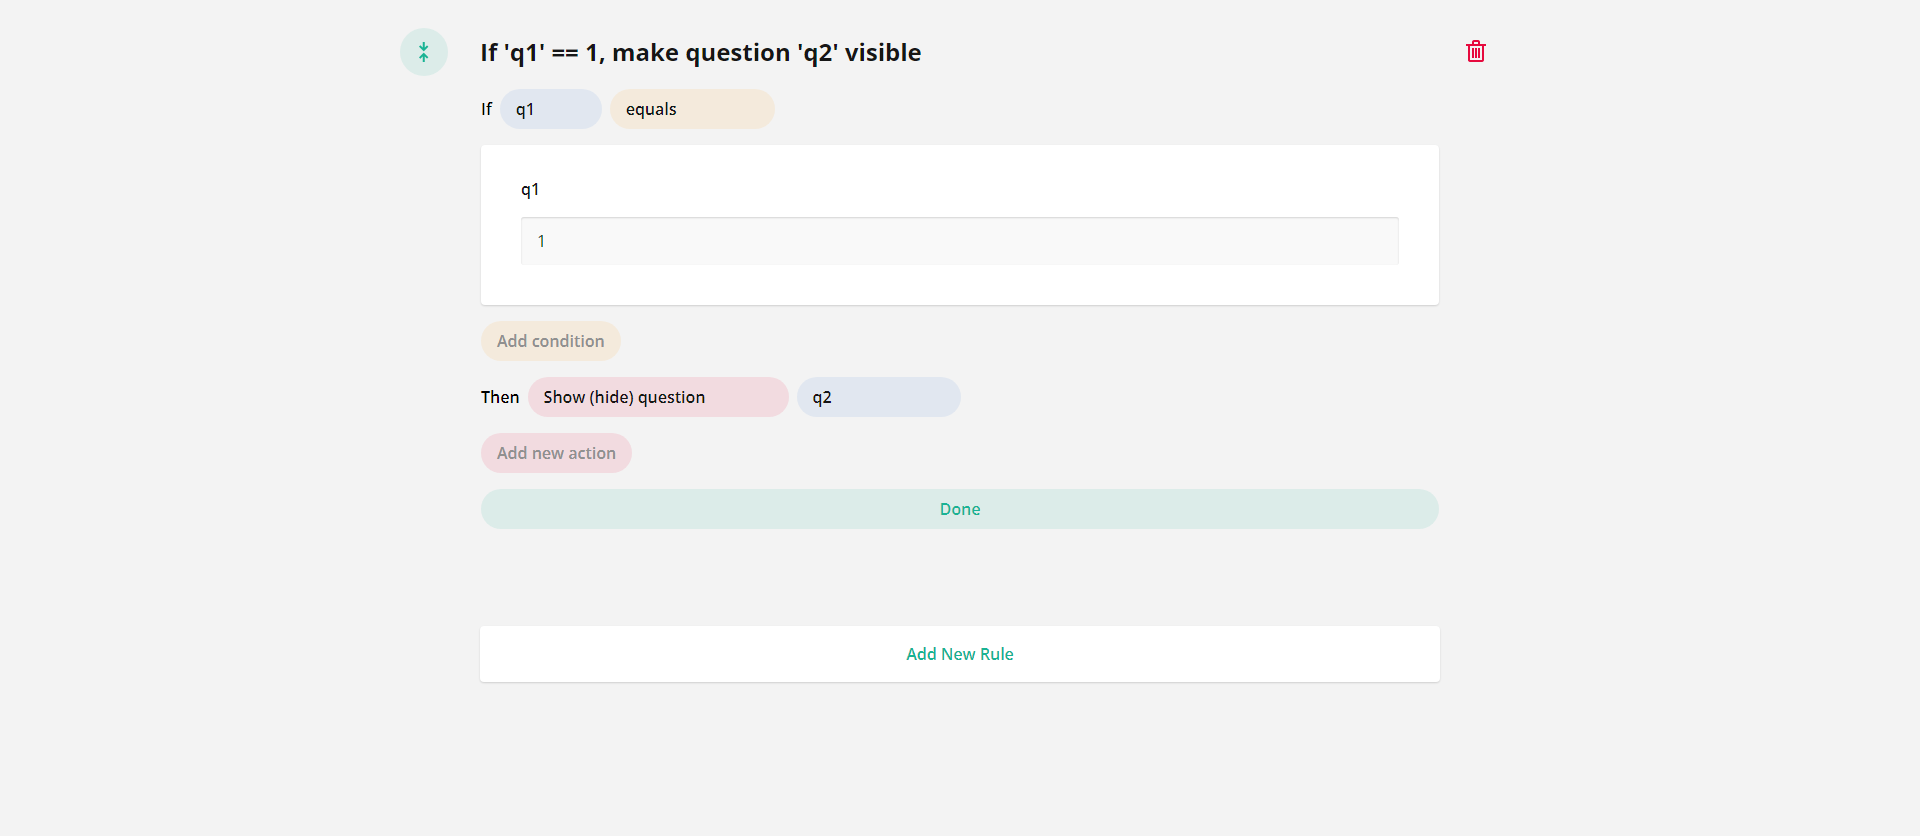 If 'q1' == 1, make question 'q2' visible
If q1 equals
q1
1
Add condition
Then Show (hide) question q2
Add new action
Done
Add New Rule